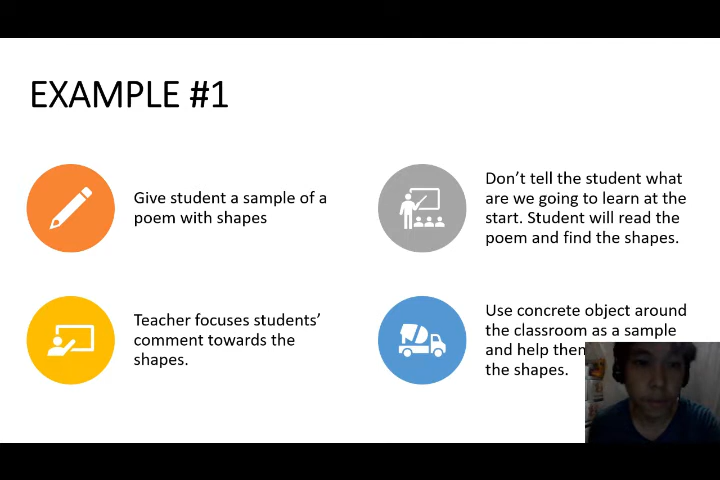 EXAMPLE #1
Give student a sample of a
poem with shapes
Don't tell the student what
are we going to learn at the
start. Student will read the
poem and find the shapes.
Teacher focuses students'
comment towards the
shapes.
Use concrete object around
the classroom as a sample
and help them
the shapes.